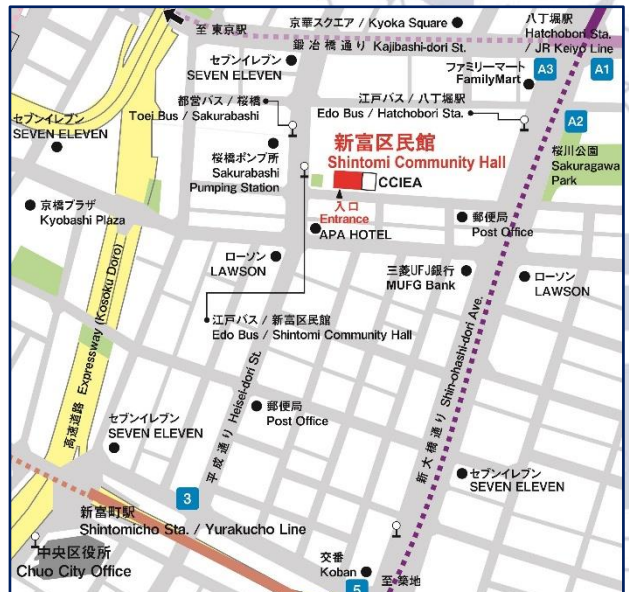 至 東京駅
京華スクエア / Kyoka Square
八丁堀駅
Hatchobori Sta.
/ JR Keiyo Line
鍛冶橋通り Kajibashi-dori St.
セブンイレブン
SEVEN ELEVEN
ファミリーマート
FamilyMart
A3
A1
都営バス / 桜橋
Toei Bus / Sakurabashi
江戸バス / 八丁堀駅
Edo Bus / Hatchobori Sta.
セブンイレブン
SEVEN ELEVEN
A2
桜橋ポンプ所
Sakurabashi
Pumping Station
新富区民館
Shintomi Community Hall
CCIEA
桜川公園
Sakuragawa
Park
京橋プラザ
Kyobashi Plaza
入口
Entrance
APA HOTEL
郵便局
Post Office
ローソン
LAWSON
三菱UFJ銀行
MUFG Bank
ローソン
LAWSON
江戸バス / 新富区民館
Edo Bus / Shintomi Community Hall
高速道路 Expressway (Kosoku Doro)
平成通り Heisei-dori St.
新大橋通り Shin-ohashi-dori Ave.
郵便局
Post Office
セブンイレブン
SEVEN ELEVEN
セブンイレブン
SEVEN ELEVEN
3
新富町駅
Shintomicho Sta. / Yurakucho Line
中央区役所
Chuo City Office
交番
Koban
至 築地
5